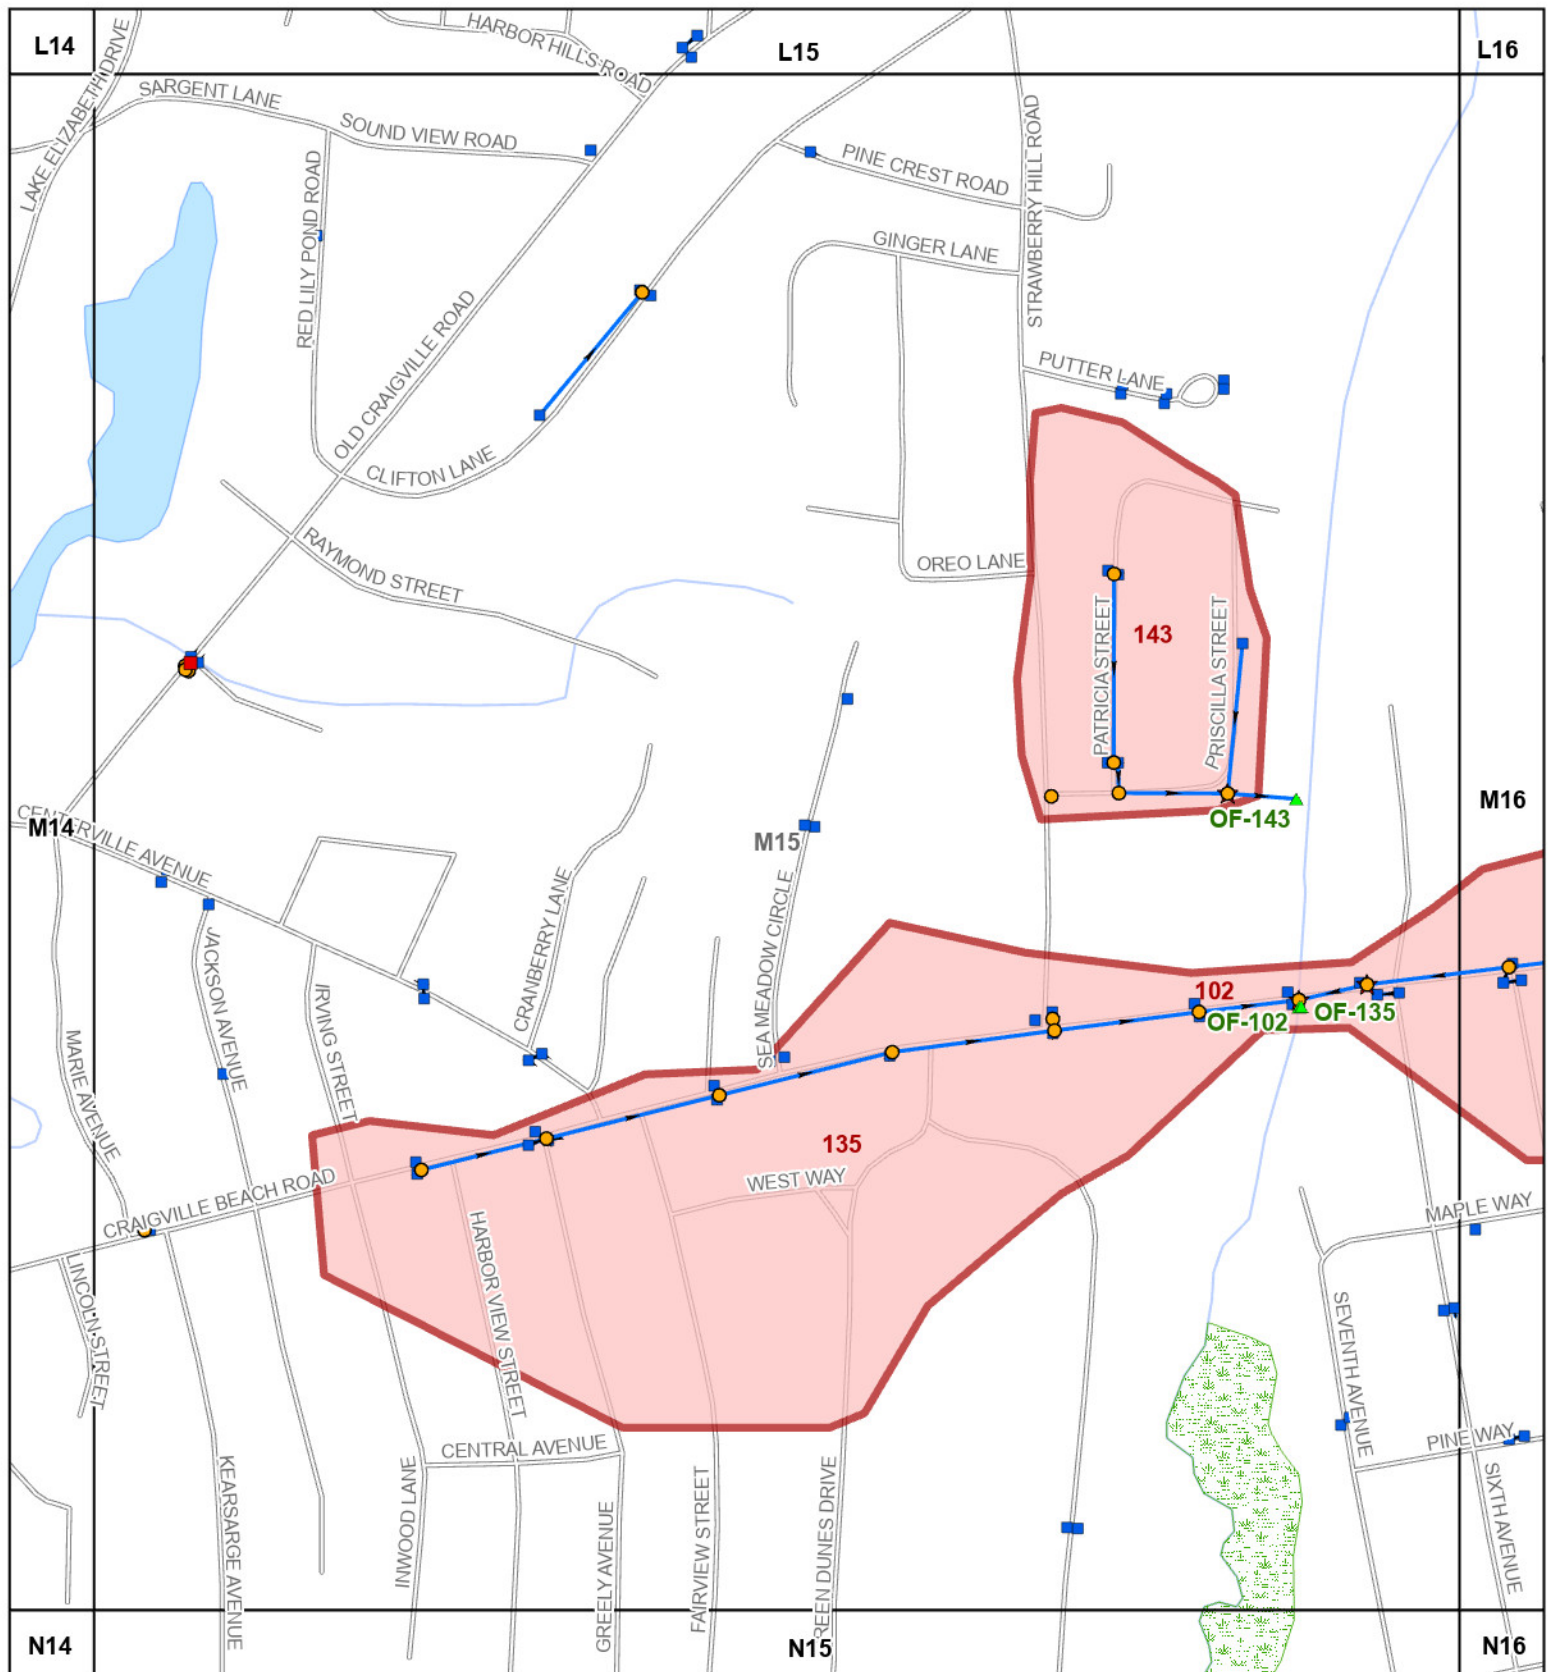 L14
L15
L16
HARBOR HILLS ROAD
LAKE ELIZABETH DRIVE
SARGENT LANE
SOUND VIEW ROAD
PINE CREST ROAD
STRAWBERRY HILL ROAD
RED LILY POND ROAD
GINGER LANE
OLD CRAIGVILLE ROAD
PUTTER LANE
CLIFTON LANE
RAYMOND STREET
OREO LANE
PATRICIA STREET
143
PRISCILLA STREET
OF-143
CENTERVILLE AVENUE
M14
M15
M16
CRANBERRY LANE
SEA MEADOW CIRCLE
JACKSON AVENUE
IRVING STREET
MARIE AVENUE
102
OF-102
OF-135
135
WEST WAY
CRAIGVILLE BEACH ROAD
MAPLE WAY
LINCOLN STREET
HARBOR VIEW STREET
SEVENTH AVENUE
PINE WAY
CENTRAL AVENUE
KEARSARGE AVENUE
INWOOD LANE
GREELY AVENUE
FAIRVIEW STREET
REEN DUNES DRIVE
SIXTH AVENUE
N14
N15
N16